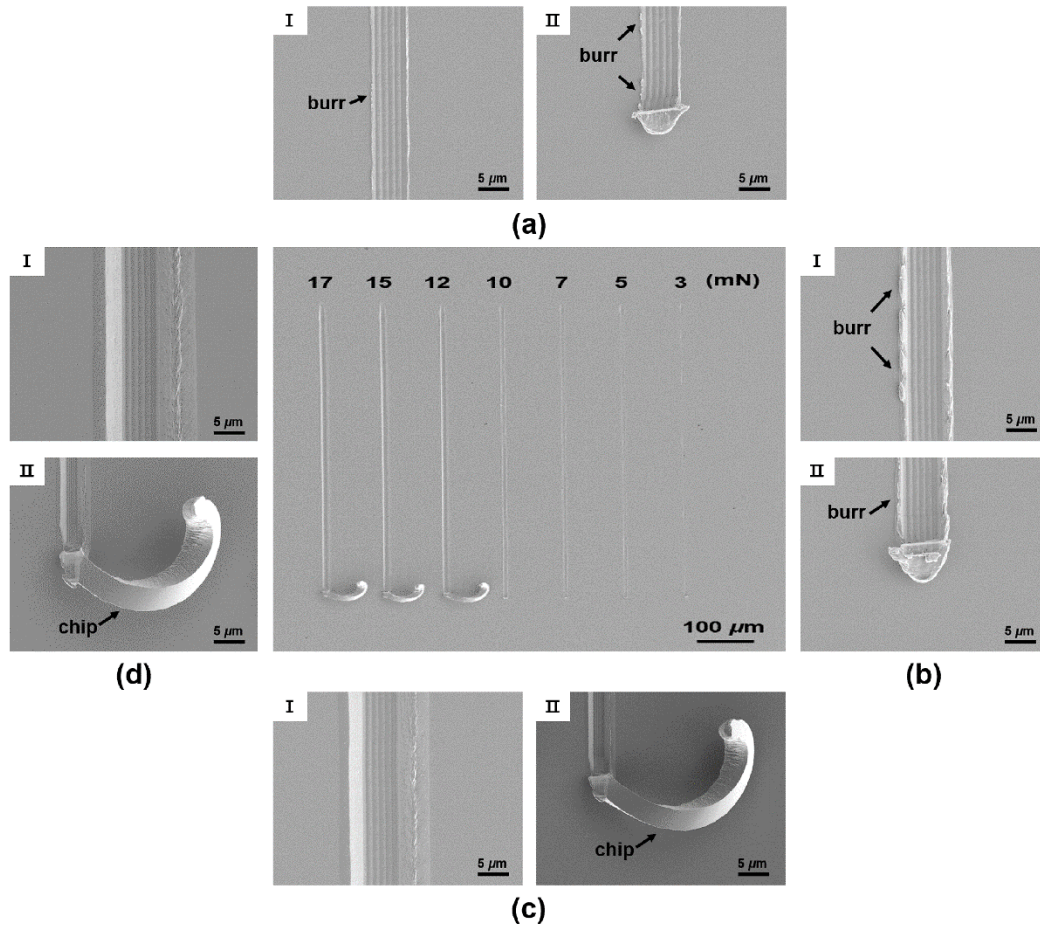 I
burr
5 µm
II
burr
5 µm
(a)
I
5 µm
II
chip
5 µm
(d)
17 15 12 10 7 5 3 (mN)
100 µm
I
burr
5 µm
II
burr
5 µm
(b)
I
5 µm
II
chip
5 µm
(c)